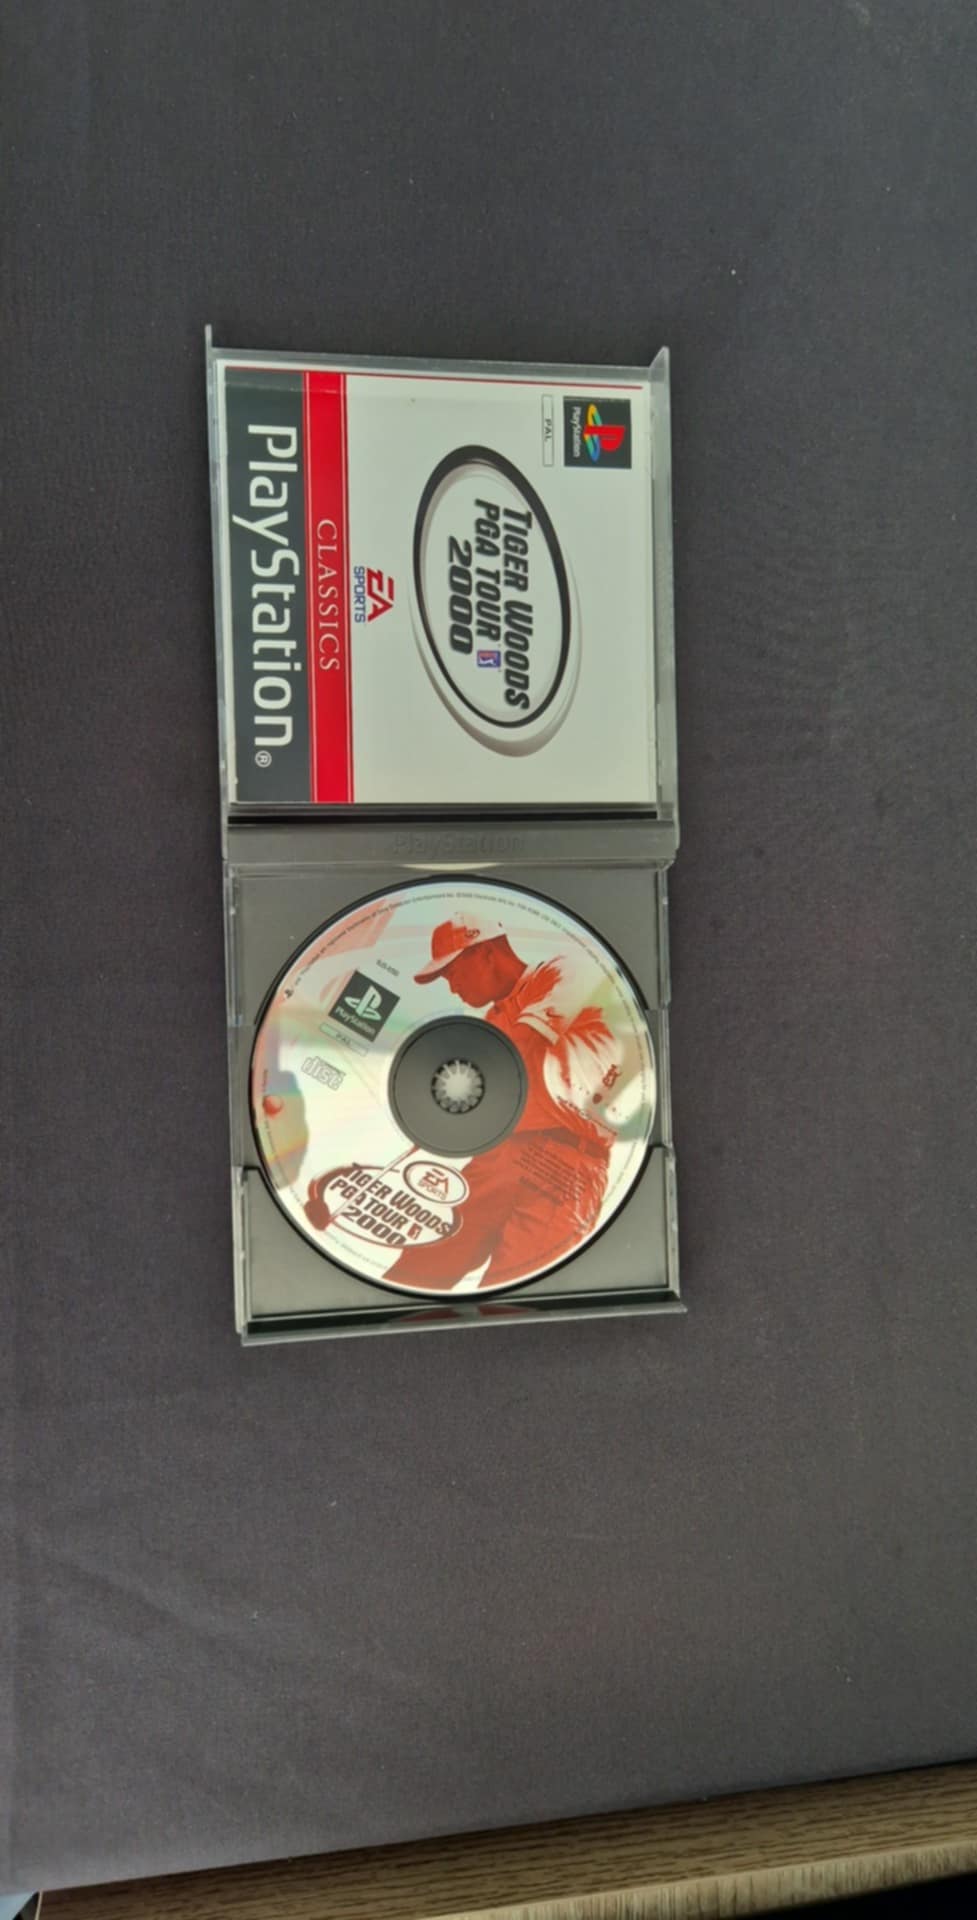 PlayStation
PAL
TIGER WOODS
PGA TOUR
2000
EA
SPORTS
CLASSICS
PlayStation®
PlayStation
PlayStation
PAL
disc
EA
SPORTS
TIGER WOODS
PGA TOUR
2000